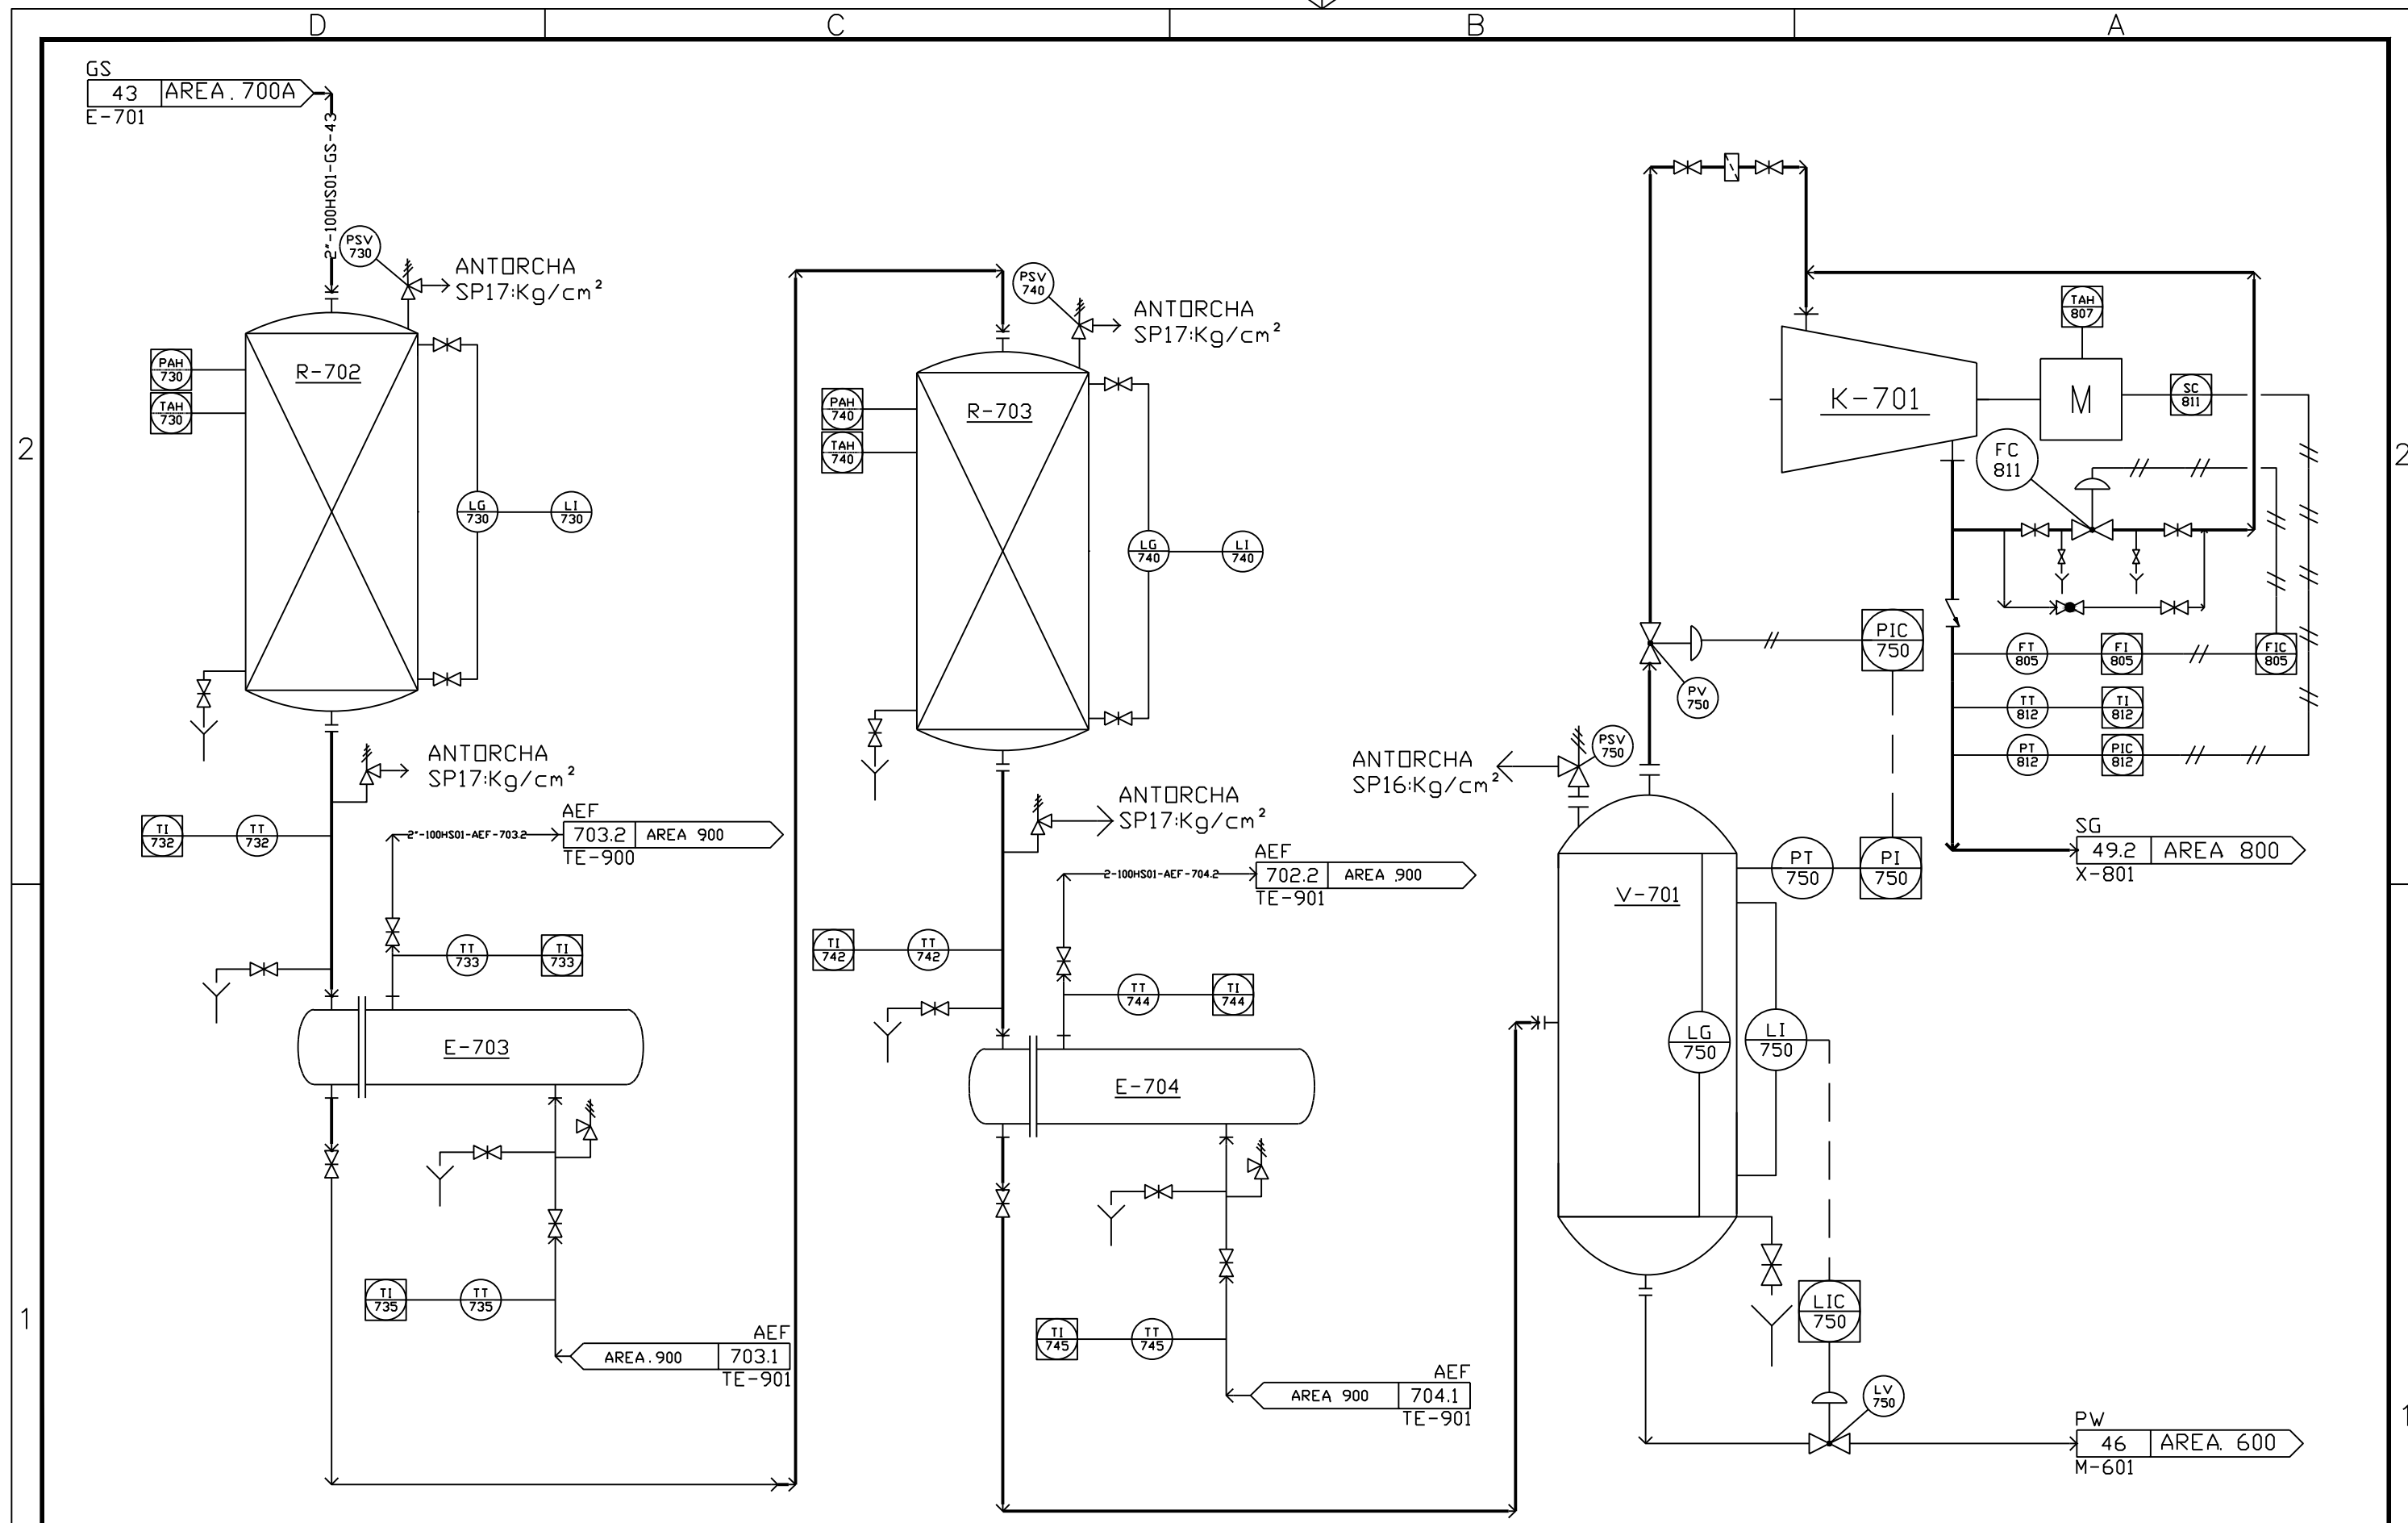 D
C
B
A
2
2
1
1
GS
43
AREA. 700A
E-701
2"-100HS01-GS-43
PSV
730
ANTORCHA
SP17:Kg/cm²
PAH
730
TAH
730
R-702
LG
730
LI
730
ANTORCHA
SP17:Kg/cm²
TI
732
TT
732
2"-100HS01-AEF-703.2
AEF
703.2
AREA 900
TE-900
TT
733
TI
733
E-703
TI
735
TT
735
AEF
AREA.900
703.1
TE-901
PSV
740
ANTORCHA
SP17:Kg/cm²
PAH
740
TAH
740
R-703
LG
740
LI
740
ANTORCHA
SP17:Kg/cm²
TI
742
TT
742
2-100HS01-AEF-704.2
AEF
702.2
AREA .900
TE-901
TT
744
TI
744
E-704
TI
745
TT
745
AEF
AREA 900
704.1
TE-901
ANTORCHA
SP16:Kg/cm²
PSV
750
PV
750
PIC
750
V-701
PT
750
PI
750
LG
750
LI
750
LIC
750
LV
750
PW
46
AREA. 600
M-601
K-701
TAH
807
M
SC
811
FC
811
FT
805
FI
805
FIC
805
TT
812
TI
812
PT
812
PIC
812
SG
49.2
AREA 800
X-801